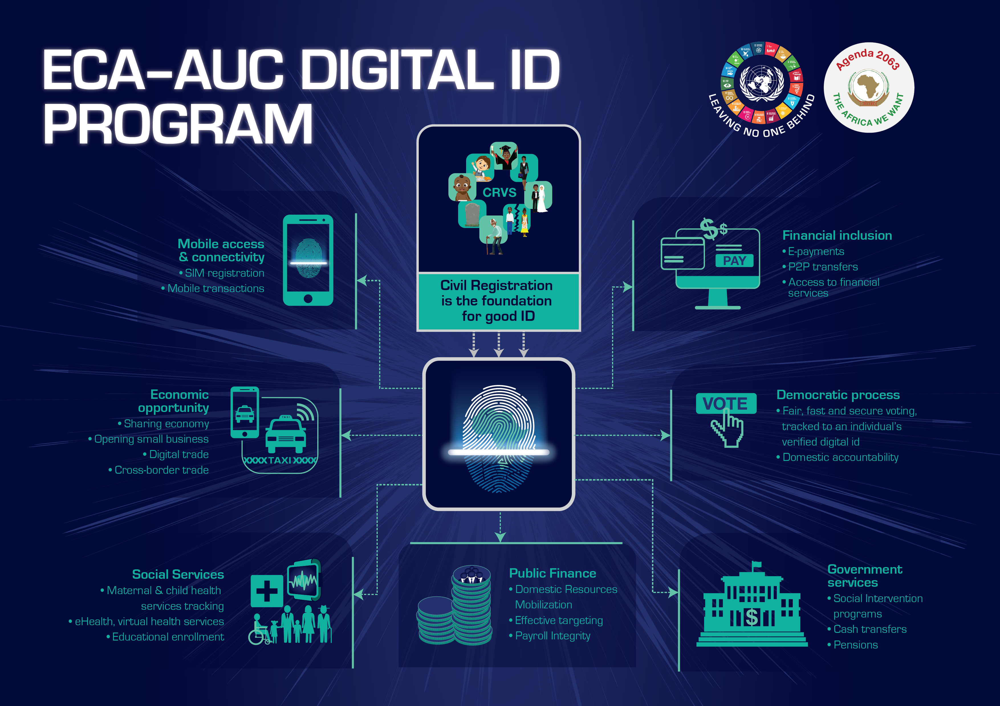 ECA–AUC DIGITAL ID
PROGRAM
LEAVING NO ONE BEHIND
Agenda 2063
THE AFRICA WE WANT
CRVS
Civil Registration
is the foundation
for good ID
Mobile access
& connectivity
• SIM registration
• Mobile transactions
$ $
PAY
Financial inclusion
• E-payments
• P2P transfers
• Access to financial
services
Economic
opportunity
• Sharing economy
• Opening small business
• Digital trade
• Cross-border trade
TAXI
XXXX TAXI XXXX
VOTE
Democratic process
• Fair, fast and secure voting,
tracked to an individual's
verified digital id
• Domestic accountability
Social Services
• Maternal & child health
services tracking
• eHealth, virtual health services
• Educational enrollment
Public Finance
• Domestic Resources
Mobilization
• Effective targeting
• Payroll Integrity
$
Government
services
• Social Intervention
programs
• Cash transfers
• Pensions